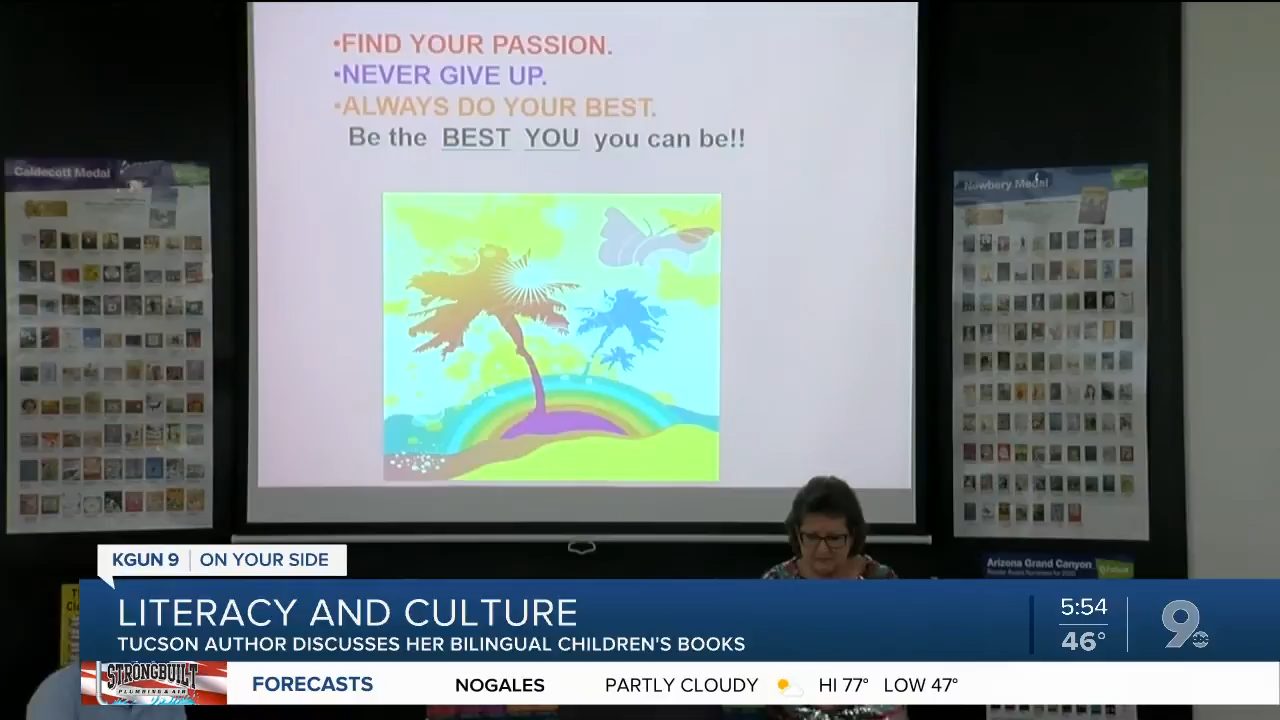 •FIND YOUR PASSION.
•NEVER GIVE UP.
•ALWAYS DO YOUR BEST.
Be the BEST YOU you can be!!
Caldecott Medal
Newbery Medal
Arizona Grand Canyon
KGUN 9 | ON YOUR SIDE
LITERACY AND CULTURE
TUCSON AUTHOR DISCUSSES HER BILINGUAL CHILDREN'S BOOKS
5:54
46°
9
abc
STRONGBUILT
PLUMBING & AIR
FORECASTS
NOGALES PARTLY CLOUDY HI 77° LOW 47°